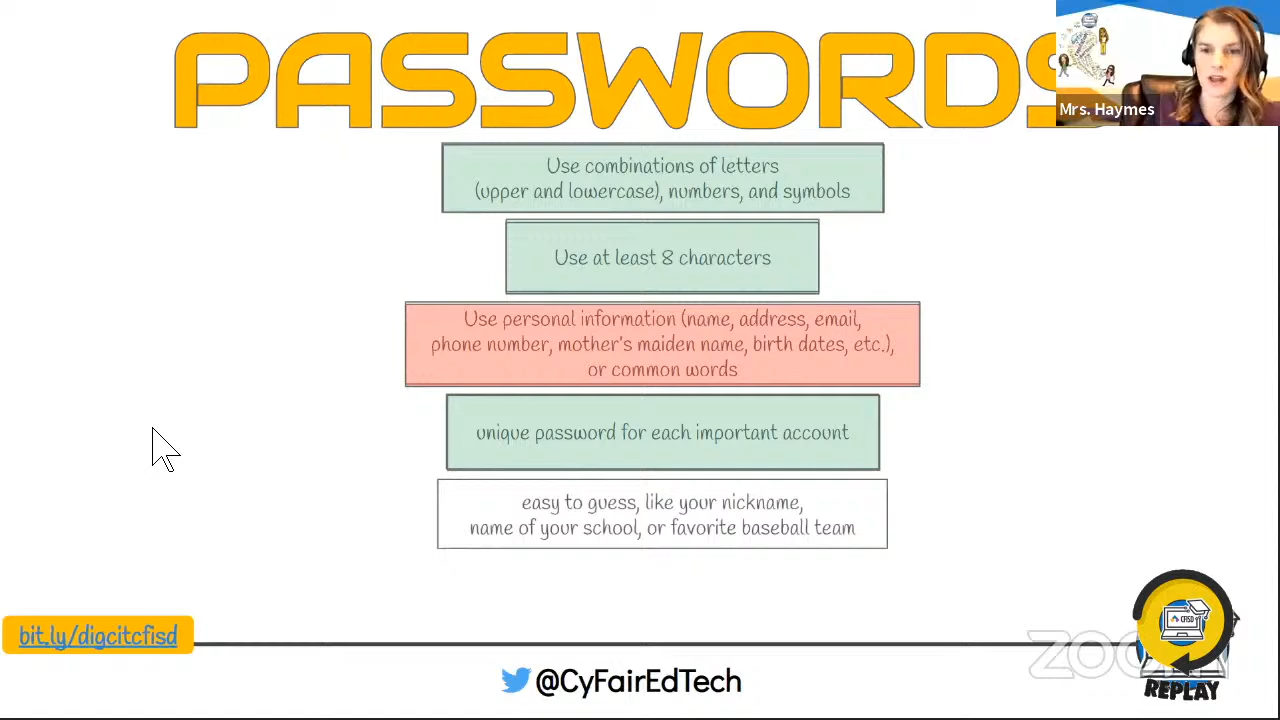 PASSWORDS
Mrs. Haymes
Use combinations of letters
(upper and lowercase), numbers, and symbols
Use at least 8 characters
Use personal information (name, address, email,
phone number, mother's maiden name, birth dates, etc.),
or common words
unique password for each important account
easy to guess, like your nickname,
name of your school, or favorite baseball team
bit.ly/digcitcfisd
@CyFairEdTech
zoom
CFISD
REPLAY